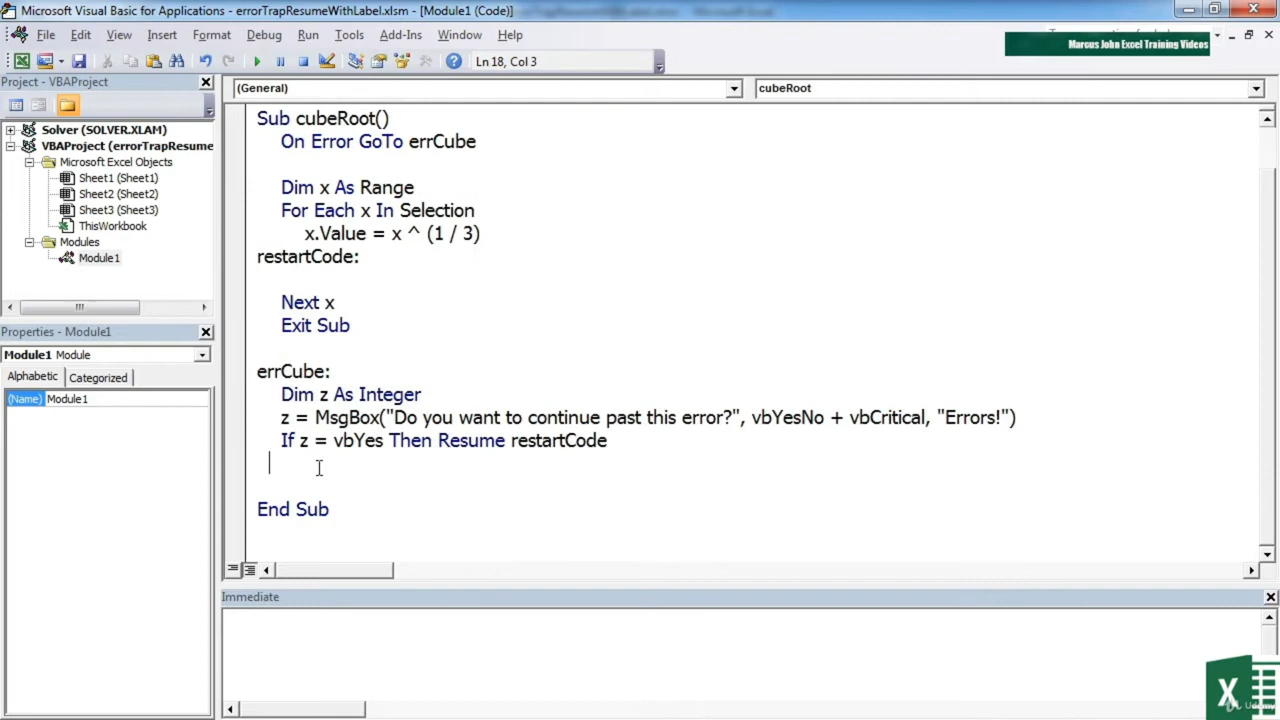 Microsoft Visual Basic for Applications - errorTrapResumeWithLabel.xlsm - [Module1 (Code)]
File Edit View Insert Format Debug Run Tools Add-Ins Window Help
Marcus John Excel Training Videos
Ln 18, Col 3
Project - VBAProject
(General)
cubeRoot
Solver (SOLVER.XLAM)
VBAProject (errorTrapResume
Microsoft Excel Objects
Sheet1 (Sheet1)
Sheet2 (Sheet2)
Sheet3 (Sheet3)
ThisWorkbook
Modules
Module1
Properties - Module1
Module1 Module
Alphabetic Categorized
(Name) Module1
Sub cubeRoot()
On Error GoTo errCube
Dim x As Range
For Each x In Selection
x.Value = x ^ (1 / 3)
restartCode:
Next x
Exit Sub
errCube:
Dim z As Integer
z = MsgBox("Do you want to continue past this error?", vbYesNo + vbCritical, "Errors!")
If z = vbYes Then Resume restartCode
End Sub
Immediate
Udemy